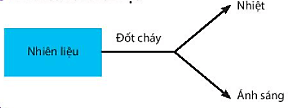 Nhiệt
Đốt cháy
Nhiên liệu
Ánh sáng